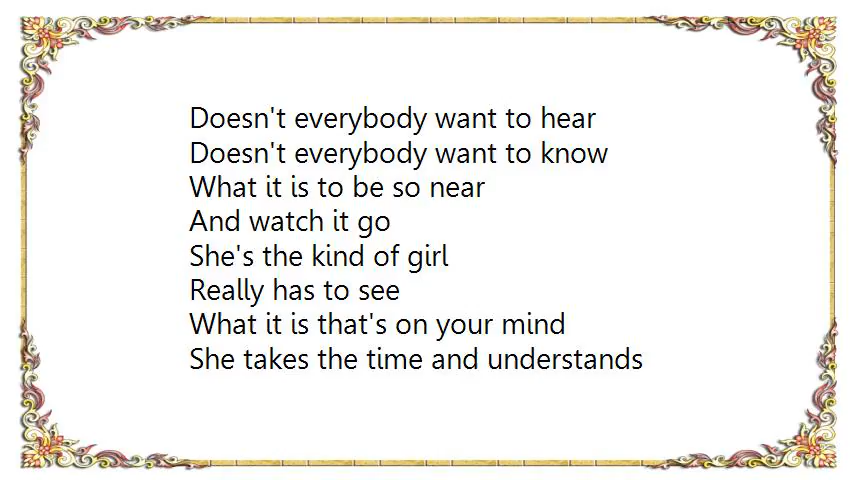 Doesn't everybody want to hear
Doesn't everybody want to know
What it is to be so near
And watch it go
She's the kind of girl
Really has to see
What it is that's on your mind
She takes the time and understands